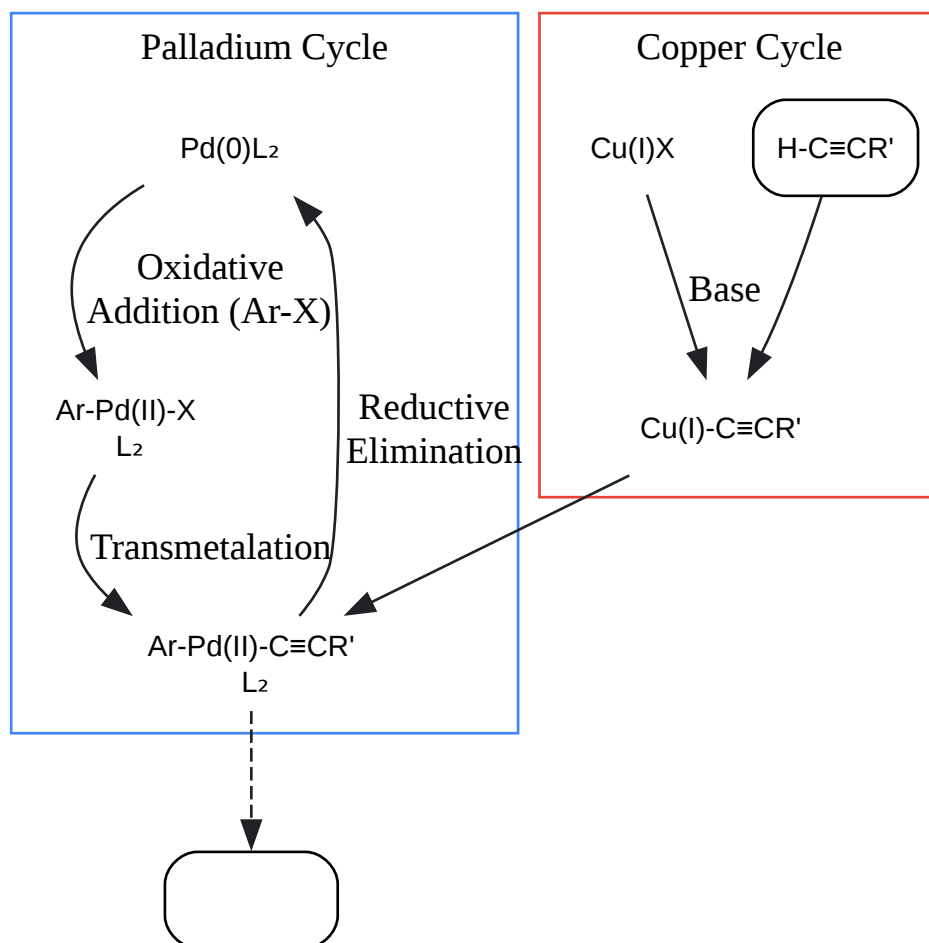 Palladium Cycle
Pd(0)L₂
Oxidative
Addition (Ar-X)
Ar-Pd(II)-X
L₂
Reductive
Elimination
Transmetalation
Ar-Pd(II)-C≡CR'
L₂
Copper Cycle
Cu(I)X
H-C≡CR'
Base
Cu(I)-C≡CR'